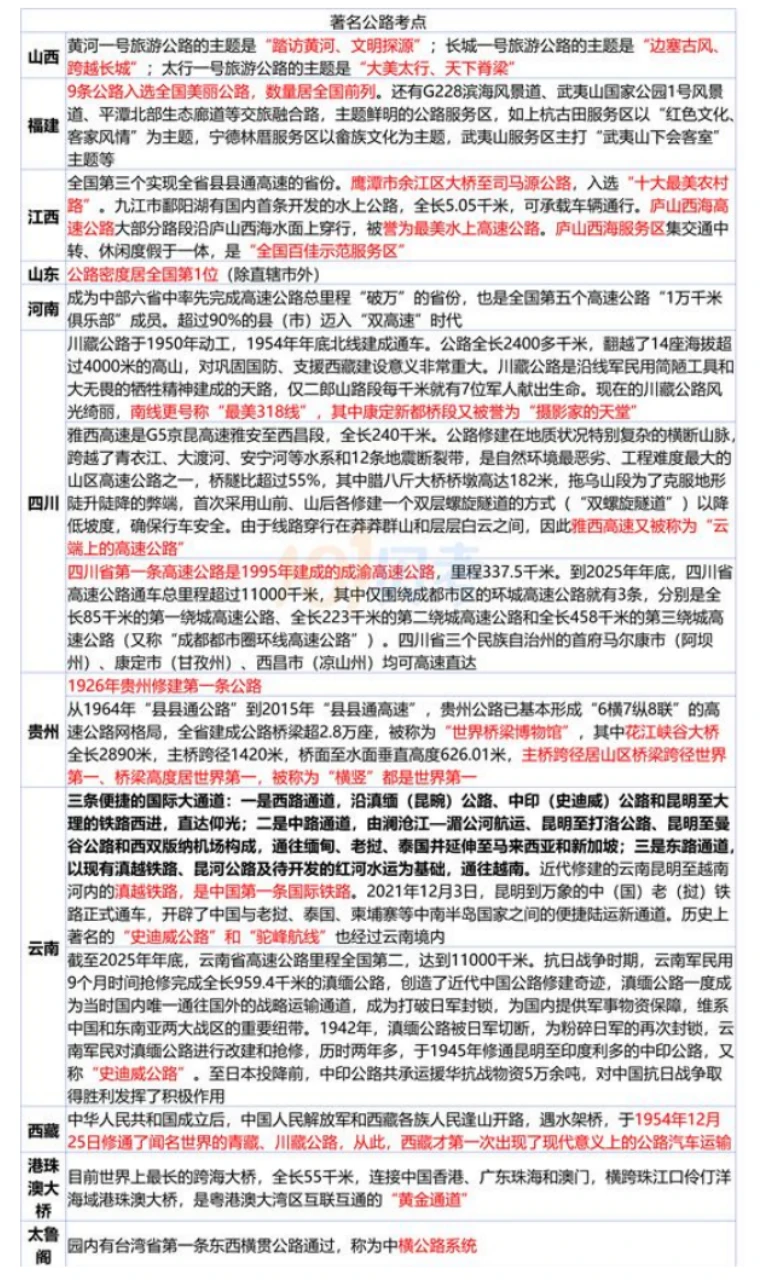 著名公路考点
山西
黄河一号旅游公路的主题是“踏访黄河、文明探源”；长城一号旅游公路的主题是“边塞古风、
跨越长城”；太行一号旅游公路的主题是“大美太行、天下脊梁”
福建
9条公路入选全国美丽公路，数量居全国前列。还有G228滨海风景道、武夷山国家公园1号风景
道、平潭北部生态廊道等交旅融合路，主题鲜明的公路服务区，如上杭古田服务区以“红色文化、
客家风情”为主题，宁德林厝服务区以畲族文化为主题，武夷山服务区主打“武夷山下会客室”
主题等
江西
全国第三个实现全省县县通高速的省份。鹰潭市余江区大桥至司马源公路，入选“十大最美农村
路”。九江市鄱阳湖有国内首条开发的水上公路，全长5.05千米，可承载车辆通行。庐山西海高
速公路大部分路段沿庐山西海水面上穿行，被誉为最美水上高速公路。庐山西海服务区集交通中
转、休闲度假于一体，是“全国百佳示范服务区”
山东
公路密度居全国第1位（除直辖市外）
河南
成为中部六省中率先完成高速公路总里程“破万”的省份，也是全国第五个高速公路“1万千米
俱乐部”成员。超过90%的县（市）迈入“双高速”时代
四川
川藏公路于1950年动工，1954年年底北线建成通车。公路全长2400多千米，翻越了14座海拔超
过4000米的高山，对巩固国防、支援西藏建设意义非常重大。川藏公路是沿线军民用简陋工具和
大无畏的牺牲精神建成的天路，仅二郎山路段每千米就有7位军人献出生命。现在的川藏公路风
光绮丽，南线更号称“最美318线”，其中康定新都桥段又被誉为“摄影家的天堂”
雅西高速是G5京昆高速雅安至西昌段，全长240千米。公路修建在地质状况特别复杂的横断山脉，
跨越了青衣江、大渡河、安宁河等水系和12条地震断裂带，是自然环境最恶劣、工程难度最大的
山区高速公路之一，桥隧比超过55%，其中腊八斤大桥桥墩高达182米，拖乌山段为了克服地形
陡升陡降的弊端，首次采用山前、山后各修建一个双层螺旋隧道的方式（“双螺旋隧道”）以降
低坡度，确保行车安全。由于线路穿行在莽莽群山和层层白云之间，因此雅西高速又被称为“云
端上的高速公路”
四川省第一条高速公路是1995年建成的成渝高速公路，里程337.5千米。到2025年年底，四川省
高速公路通车总里程超过11000千米，其中仅围绕成都市区的环城高速公路就有3条，分别是全
长85千米的第一绕城高速公路、全长223千米的第二绕城高速公路和全长458千米的第三绕城高
速公路（又称“成都都市圈环线高速公路”）。四川省三个民族自治州的首府马尔康市（阿坝
州）、康定市（甘孜州）、西昌市（凉山州）均可高速直达
贵州
1926年贵州修建第一条公路
从1964年“县县通公路”到2015年“县县通高速”，贵州公路已基本形成“6横7纵8联”的高
速公路网格局，全省建成公路桥梁超2.8万座，被称为“世界桥梁博物馆”，其中花江峡谷大桥
全长2890米，主桥跨径1420米，桥面至水面垂直高度626.01米，主桥跨径居山区桥梁跨径世界
第一、桥梁高度居世界第一，被称为“横竖”都是世界第一
云南
三条便捷的国际大通道：一是西路通道，沿滇缅（昆畹）公路、中印（史迪威）公路和昆明至大
理的铁路西进，直达仰光；二是中路通道，由澜沧江—湄公河航运、昆明至打洛公路、昆明至曼
谷公路和西双版纳机场构成，通往缅甸、老挝、泰国并延伸至马来西亚和新加坡；三是东路通道，
以现有滇越铁路、昆河公路及待开发的红河水运为基础，通往越南。近代修建的云南昆明至越南
河内的滇越铁路，是中国第一条国际铁路。2021年12月3日，昆明到万象的中（国）老（挝）铁
路正式通车，开辟了中国与老挝、泰国、柬埔寨等中南半岛国家之间的便捷陆运新通道。历史上
著名的“史迪威公路”和“驼峰航线”也经过云南境内
截至2025年年底，云南省高速公路里程全国第二，达到11000千米。抗日战争时期，云南军民用
9个月时间抢修完成全长959.4千米的滇缅公路，创造了近代中国公路修建奇迹，滇缅公路一度成
为当时国内唯一通往国外的战略运输通道，成为打破日军封锁，为国内提供军事物资保障，维系
中国和东南亚两大战区的重要纽带。1942年，滇缅公路被日军切断，为粉碎日军的再次封锁，云
南军民对滇缅公路进行改建和抢修，历时两年多，于1945年修通昆明至印度利多的中印公路，又
称“史迪威公路”。至日本投降前，中印公路共承运援华抗战物资5万余吨，对中国抗日战争取
得胜利发挥了积极作用
西藏
中华人民共和国成立后，中国人民解放军和西藏各族人民逢山开路，遇水架桥，于1954年12月
25日修通了闻名世界的青藏、川藏公路，从此，西藏才第一次出现了现代意义上的公路汽车运输
港珠
澳大
桥
目前世界上最长的跨海大桥，全长55千米，连接中国香港、广东珠海和澳门，横跨珠江口伶仃洋
海域港珠澳大桥，是粤港澳大湾区互联互通的“黄金通道”
太鲁
阁
园内有台湾省第一条东西横贯公路通过，称为中横公路系统